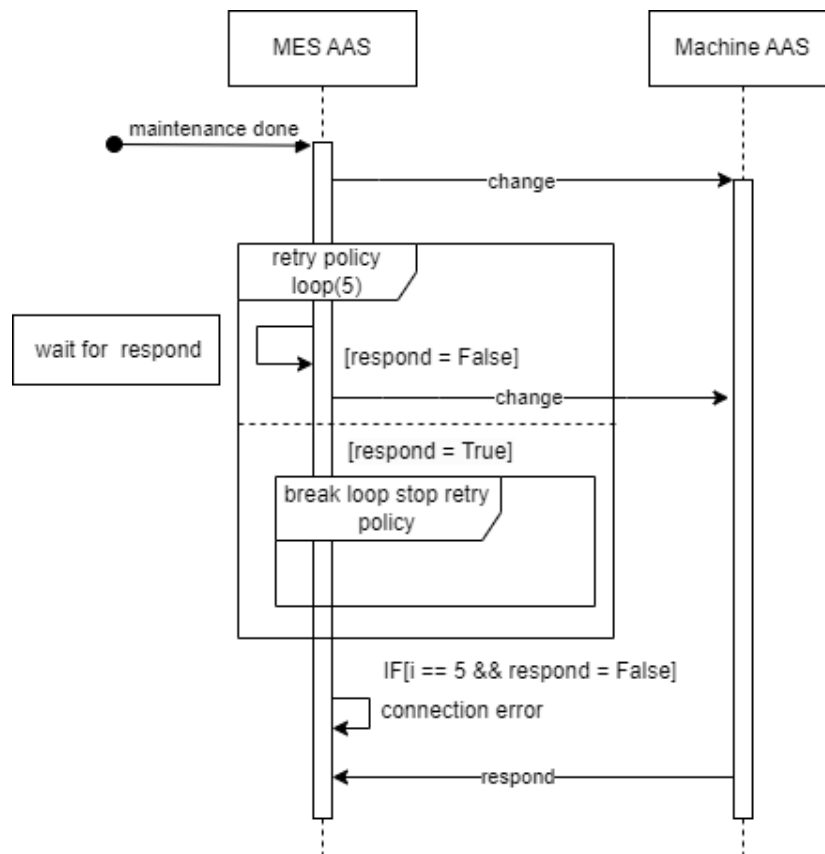 MES AAS
Machine AAS
maintenance done
change
retry policy
loop(5)
wait for respond
[respond = False]
change
[respond = True]
break loop stop retry
policy
IF[i == 5 && respond = False]
connection error
respond